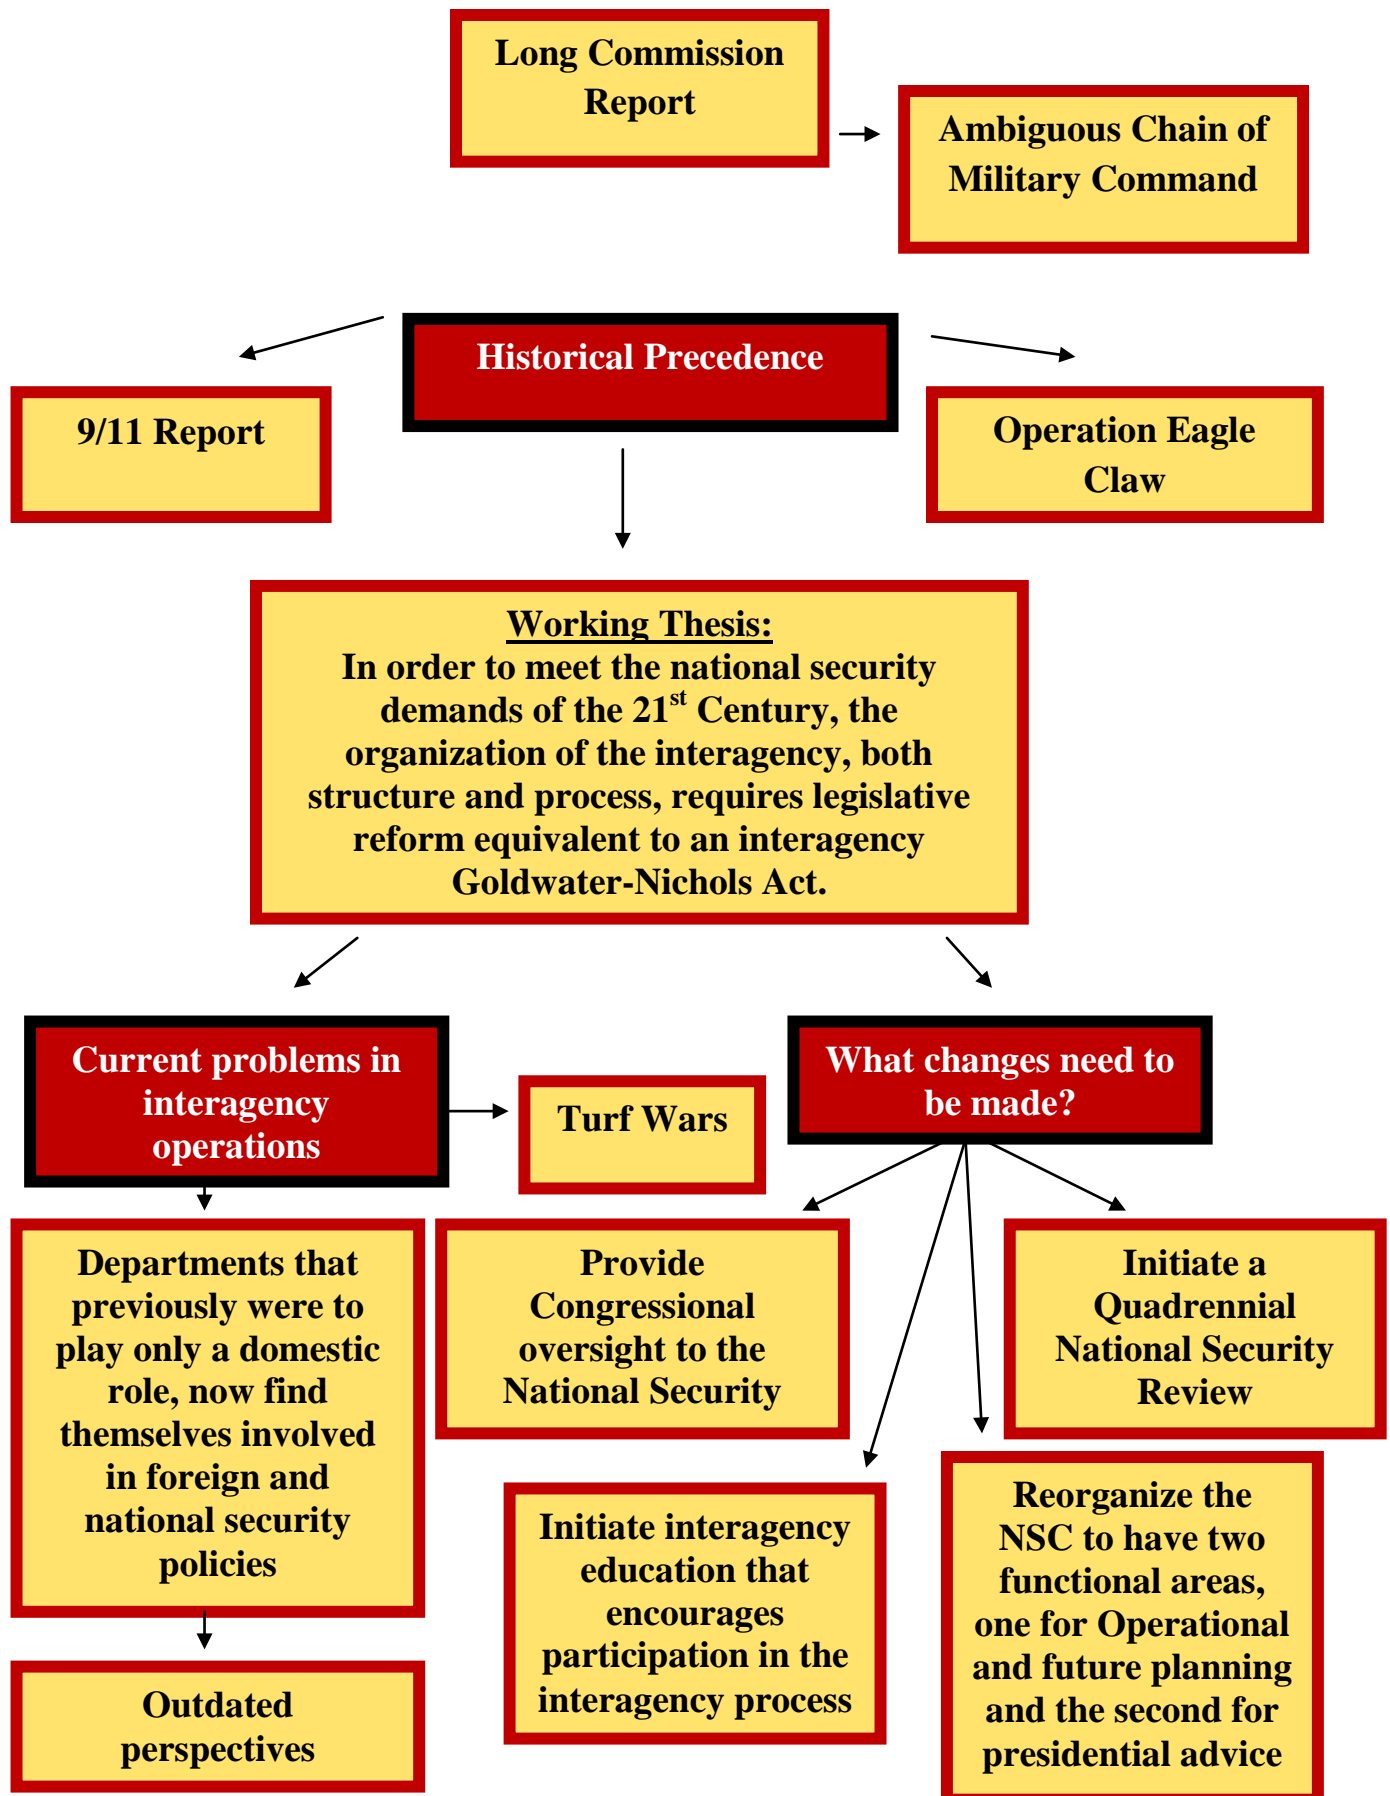 Long Commission
Report
Ambiguous Chain of
Military Command
Historical Precedence
9/11 Report
Operation Eagle
Claw
Working Thesis:
In order to meet the national security
demands of the 21st Century, the
organization of the interagency, both
structure and process, requires legislative
reform equivalent to an interagency
Goldwater-Nichols Act.
Current problems in
interagency
operations
Turf Wars
What changes need to
be made?
Departments that
previously were to
play only a domestic
role, now find
themselves involved
in foreign and
national security
policies
Provide
Congressional
oversight to the
National Security
Initiate a
Quadrennial
National Security
Review
Initiate interagency
education that
encourages
participation in the
interagency process
Reorganize the
NSC to have two
functional areas,
one for Operational
and future planning
and the second for
presidential advice
Outdated
perspectives